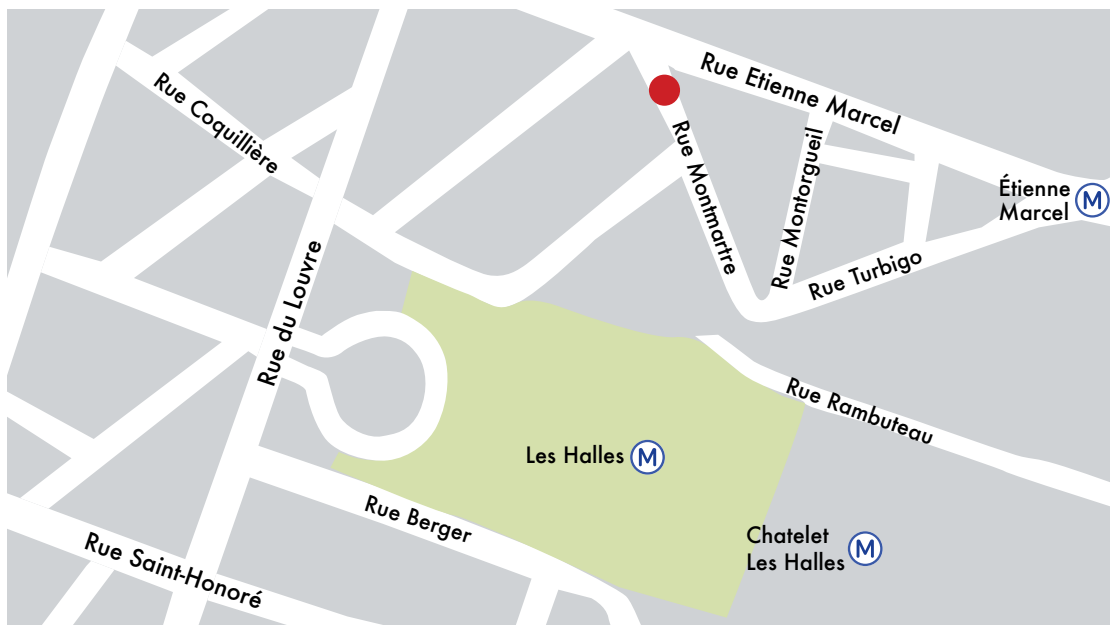 Rue Etienne Marcel
Rue Coquillière
Rue Montmartre
Rue Montorgueil
Étienne
Marcel
M
Rue Turbigo
Rue du Louvre
Rue Rambuteau
Les Halles M
Rue Berger
Chatelet
Les Halles
M
Rue Saint-Honoré